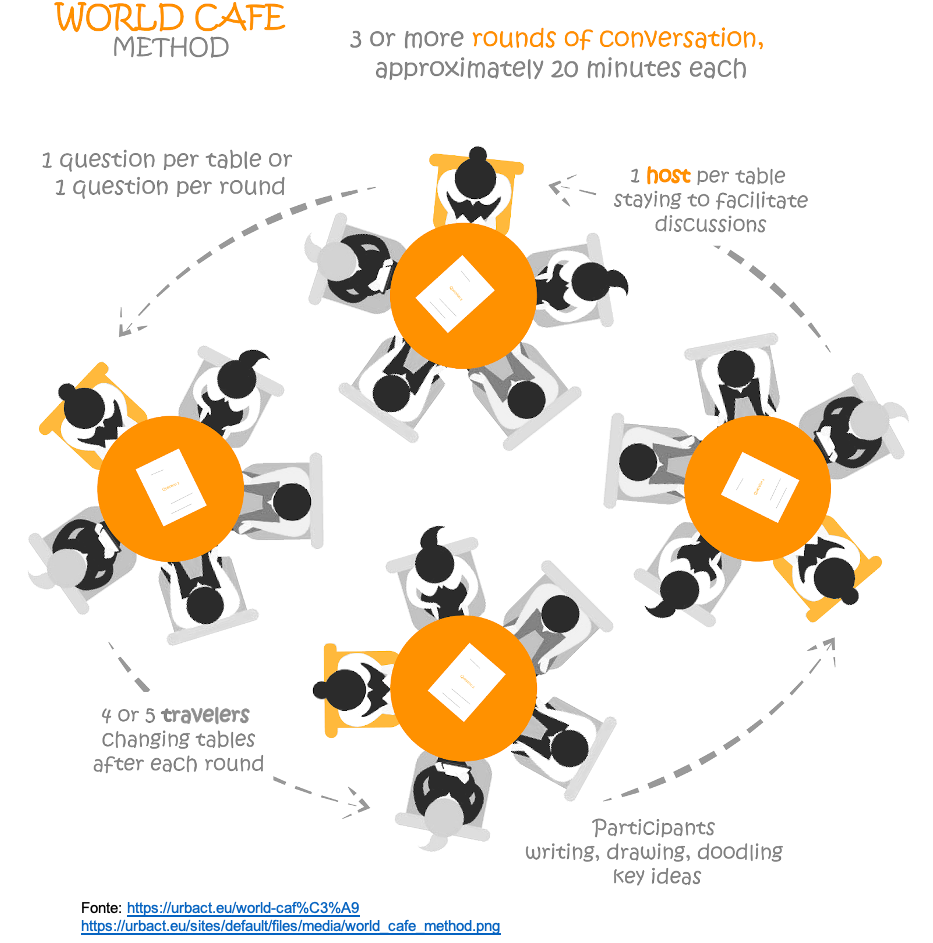 WORLD CAFE
METHOD
3 or more rounds of conversation,
approximately 20 minutes each
1 question per table or
1 question per round
1 host per table
staying to facilitate
discussions
4 or 5 travelers
changing tables
after each round
Participants
writing, drawing, doodling
key ideas
Fonte: https://urbact.eu/world-caf%C3%A9
https://urbact.eu/sites/default/files/media/world_cafe_method.png